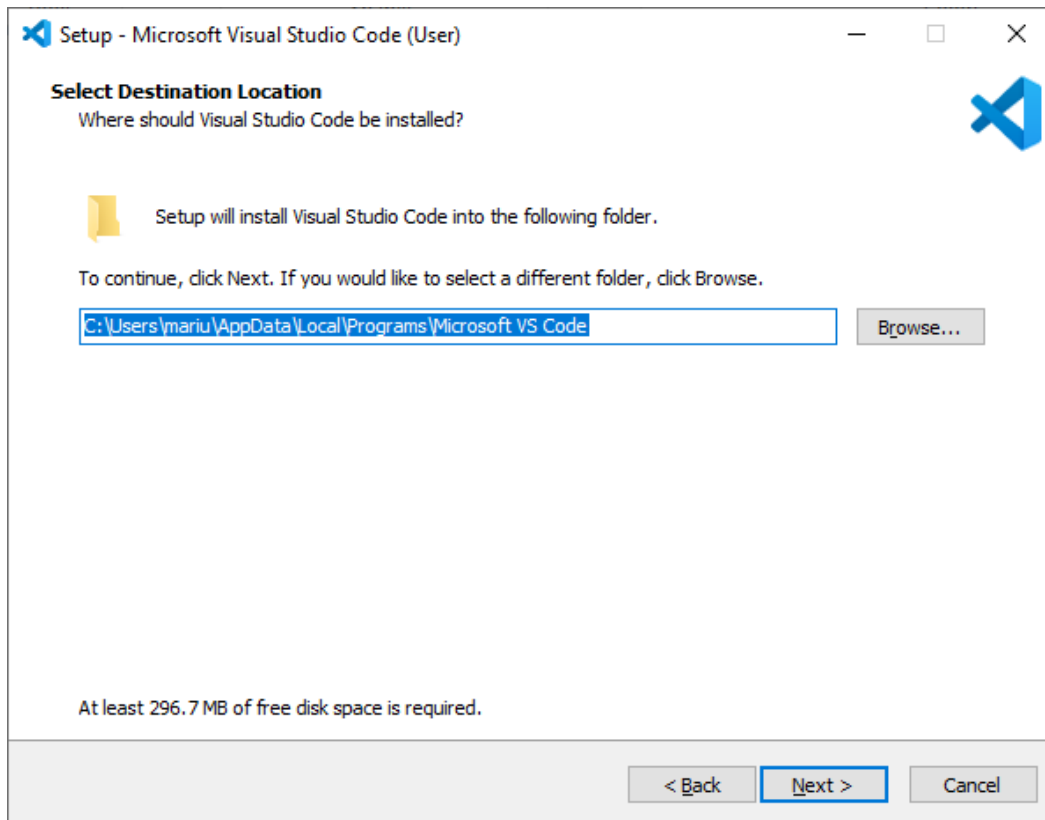 Setup - Microsoft Visual Studio Code (User)
Select Destination Location
Where should Visual Studio Code be installed?
Setup will install Visual Studio Code into the following folder.
To continue, click Next. If you would like to select a different folder, click Browse.
C:\Users\mariu\AppData\Local\Programs\Microsoft VS Code
Browse...
At least 296.7 MB of free disk space is required.
< Back Next > Cancel